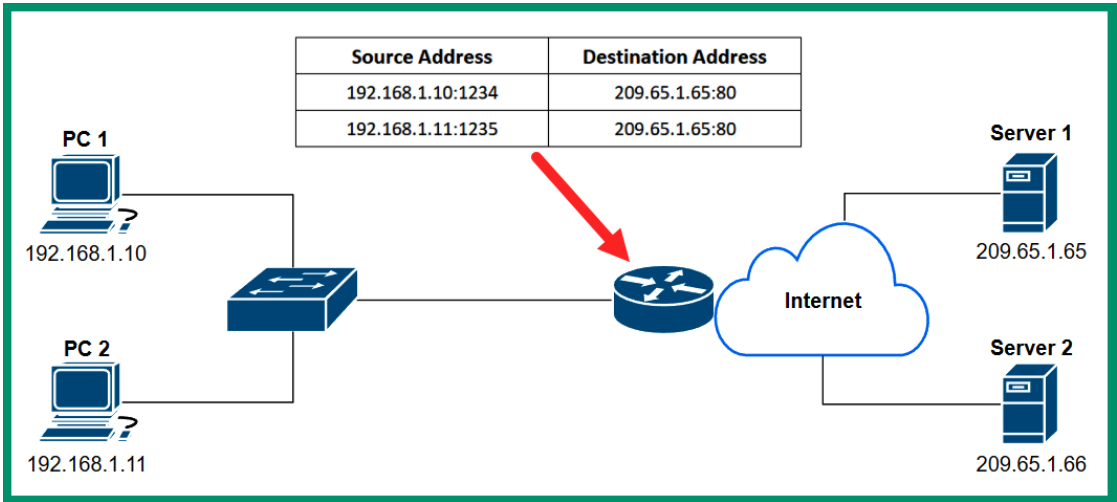 Source Address Destination Address
192.168.1.10:1234 209.65.1.65:80
192.168.1.11:1235 209.65.1.65:80
PC 1
192.168.1.10
Server 1
209.65.1.65
Internet
PC 2
192.168.1.11
Server 2
209.65.1.66